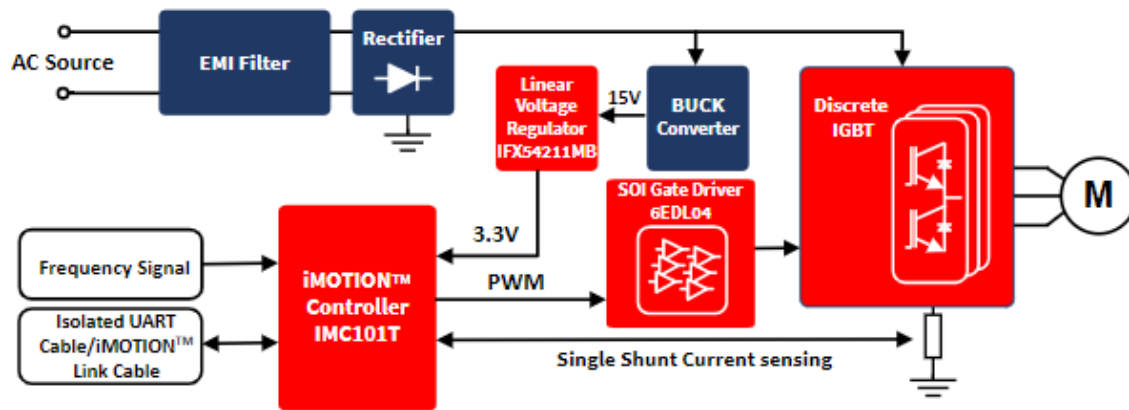 AC Source
EMI Filter
Rectifier
Linear
Voltage
Regulator
IFX54211MB
15V
BUCK
Converter
Discrete
IGBT
SOI Gate Driver
6EDL04
M
3.3V
Frequency Signal
iMOTION™
Controller
IMC101T
PWM
Isolated UART
Cable/iMOTION™
Link Cable
Single Shunt Current sensing